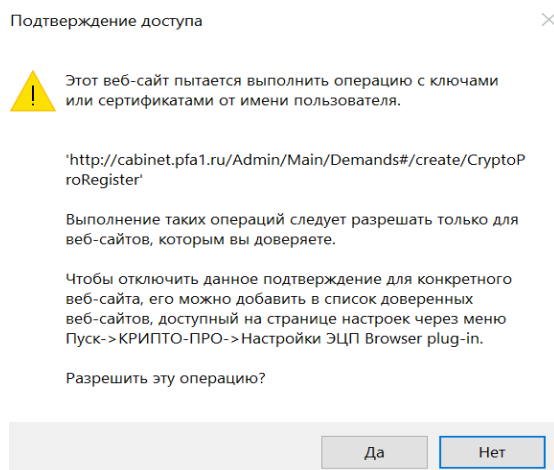 Подтверждение доступа
Этот веб-сайт пытается выполнить операцию с ключами
или сертификатами от имени пользователя.
'http://cabinet.pfa1.ru/Admin/Main/Demands#/create/CryptoP
roRegister'
Выполнение таких операций следует разрешать только для
веб-сайтов, которым вы доверяете.
Чтобы отключить данное подтверждение для конкретного
веб-сайта, его можно добавить в список доверенных
веб-сайтов, доступный на странице настроек через меню
Пуск->КРИПТО-ПРО->Настройки ЭЦП Browser plug-in.
Разрешить эту операцию?
Да
Нет